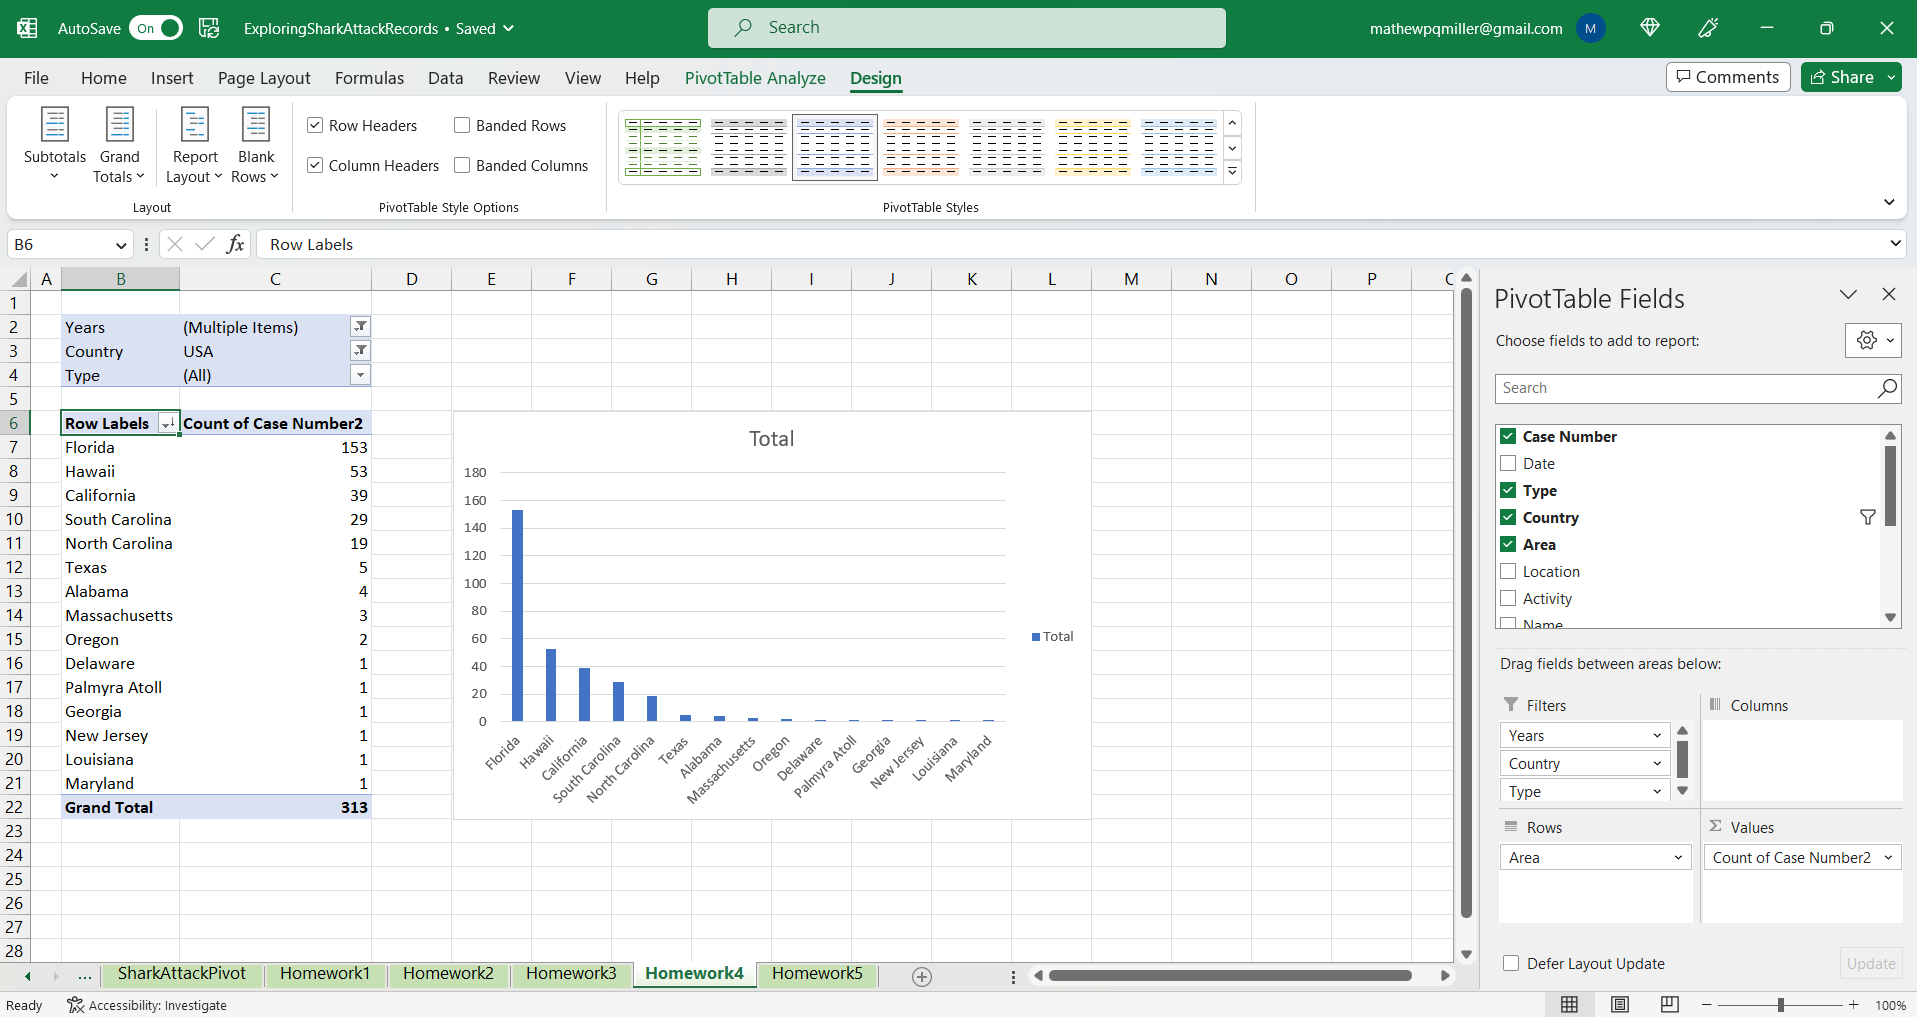 AutoSave On ExploringSharkAttackRecords • Saved Search mathewpqmiller@gmail.com M
File Home Insert Page Layout Formulas Data Review View Help PivotTable Analyze Design Comments Share
Subtotals Grand Totals Report Layout Blank Rows
Layout
Row Headers Banded Rows
Column Headers Banded Columns
PivotTable Style Options
PivotTable Styles
B6 fx Row Labels
A B C D E F G H I J K L M N O P
1
2 Years (Multiple Items)
3 Country USA
4 Type (All)
5
6 Row Labels Count of Case Number2
7 Florida 153
8 Hawaii 53
9 California 39
10 South Carolina 29
11 North Carolina 19
12 Texas 5
13 Alabama 4
14 Massachusetts 3
15 Oregon 2
16 Delaware 1
17 Palmyra Atoll 1
18 Georgia 1
19 New Jersey 1
20 Louisiana 1
21 Maryland 1
22 Grand Total 313
23
24
25
26
27
28
Total
180
160
140
120
100
80
60
40
20
0
Florida Hawaii California South Carolina North Carolina Texas Alabama Massachusetts Oregon Delaware Palmyra Atoll Georgia New Jersey Louisiana Maryland
Total
PivotTable Fields
Choose fields to add to report:
Search
Case Number
Date
Type
Country
Area
Location
Activity
Name
Drag fields between areas below:
Filters Columns
Years
Country
Type
Rows Σ Values
Area Count of Case Number2
Defer Layout Update Update
... SharkAttackPivot Homework1 Homework2 Homework3 Homework4 Homework5
Ready Accessibility: Investigate 100%